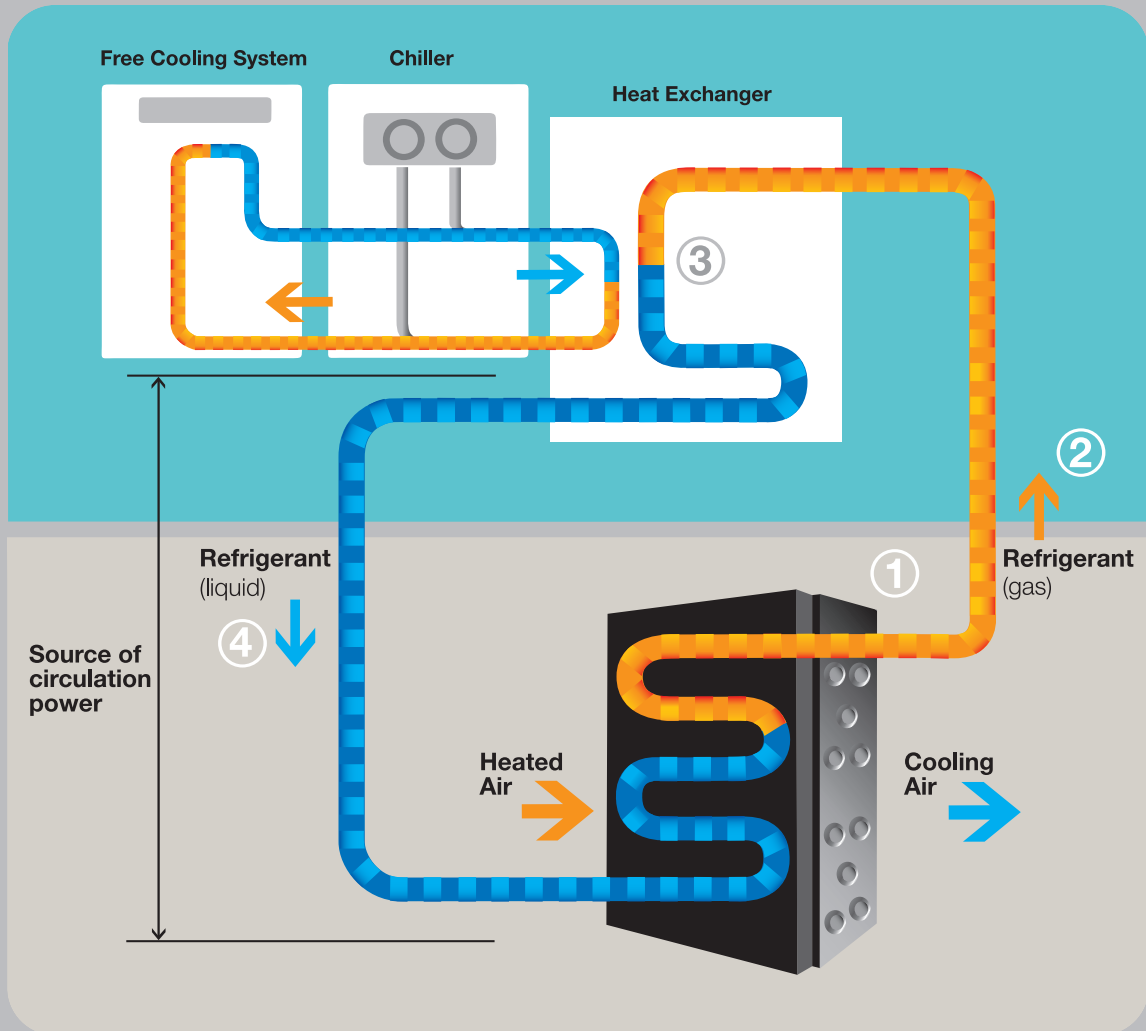 Free Cooling System
Chiller
Heat Exchanger
③
②
Refrigerant
(liquid)
④
①
Refrigerant
(gas)
Source of
circulation
power
Heated
Air
Cooling
Air